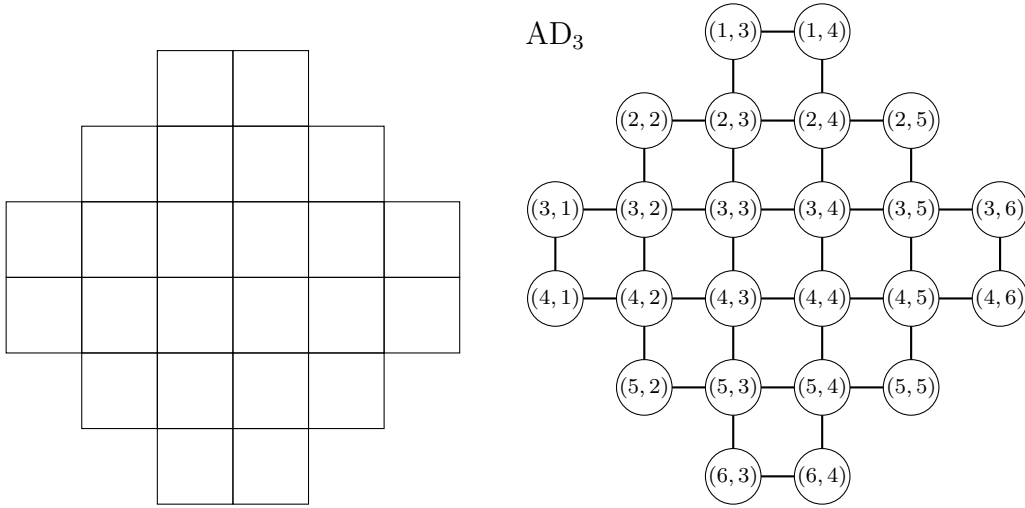 AD₃
(1, 3) (1, 4)
(2, 2) (2, 3) (2, 4) (2, 5)
(3, 1) (3, 2) (3, 3) (3, 4) (3, 5) (3, 6)
(4, 1) (4, 2) (4, 3) (4, 4) (4, 5) (4, 6)
(5, 2) (5, 3) (5, 4) (5, 5)
(6, 3) (6, 4)